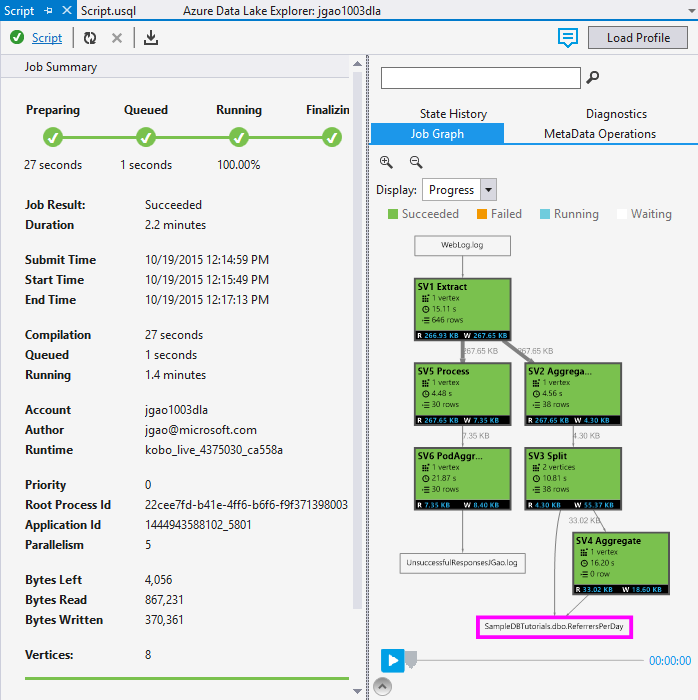 Script
Script.usql
Azure Data Lake Explorer: jgao1003dla
Script
Load Profile
Job Summary
Preparing Queued Running Finalizin
27 seconds 1 seconds 100.00%
Job Result: Succeeded
Duration 2.2 minutes
Submit Time 10/19/2015 12:14:59 PM
Start Time 10/19/2015 12:15:49 PM
End Time 10/19/2015 12:17:13 PM
Compilation 27 seconds
Queued 1 seconds
Running 1.4 minutes
Account jgao1003dla
Author jgao@microsoft.com
Runtime kobo_live_4375030_ca558a
Priority 0
Root Process Id 22cee7fd-b41e-4ff6-b6f6-f9f371398003
Application Id 1444943588102_5801
Parallelism 5
Bytes Left 4,056
Bytes Read 867,231
Bytes Written 370,361
Vertices: 8
State History Diagnostics
Job Graph MetaData Operations
Display: Progress
Succeeded Failed Running Waiting
WebLog.log
SV1 Extract
1 vertex
15.11 s
646 rows
R 266.93 KB W 267.65 KB
267.65 KB 267.65 KB
SV5 Process
1 vertex
4.48 s
30 rows
R 267.65 KB W 7.35 KB
SV2 Aggrega...
1 vertex
4.56 s
38 rows
R 267.65 KB W 4.30 KB
7.35 KB 4.30 KB
SV6 PodAggr...
1 vertex
21.87 s
30 rows
R 7.35 KB W 8.40 KB
SV3 Split
2 vertices
10.81 s
38 rows
R 4.30 KB W 55.37 KB
33.02 KB
SV4 Aggregate
1 vertex
16.20 s
0 row
R 33.02 KB W 18.60 KB
UnsuccessfulResponsesJGao.log
SampleDBTutorials.dbo.ReferrersPerDay
00:00:00